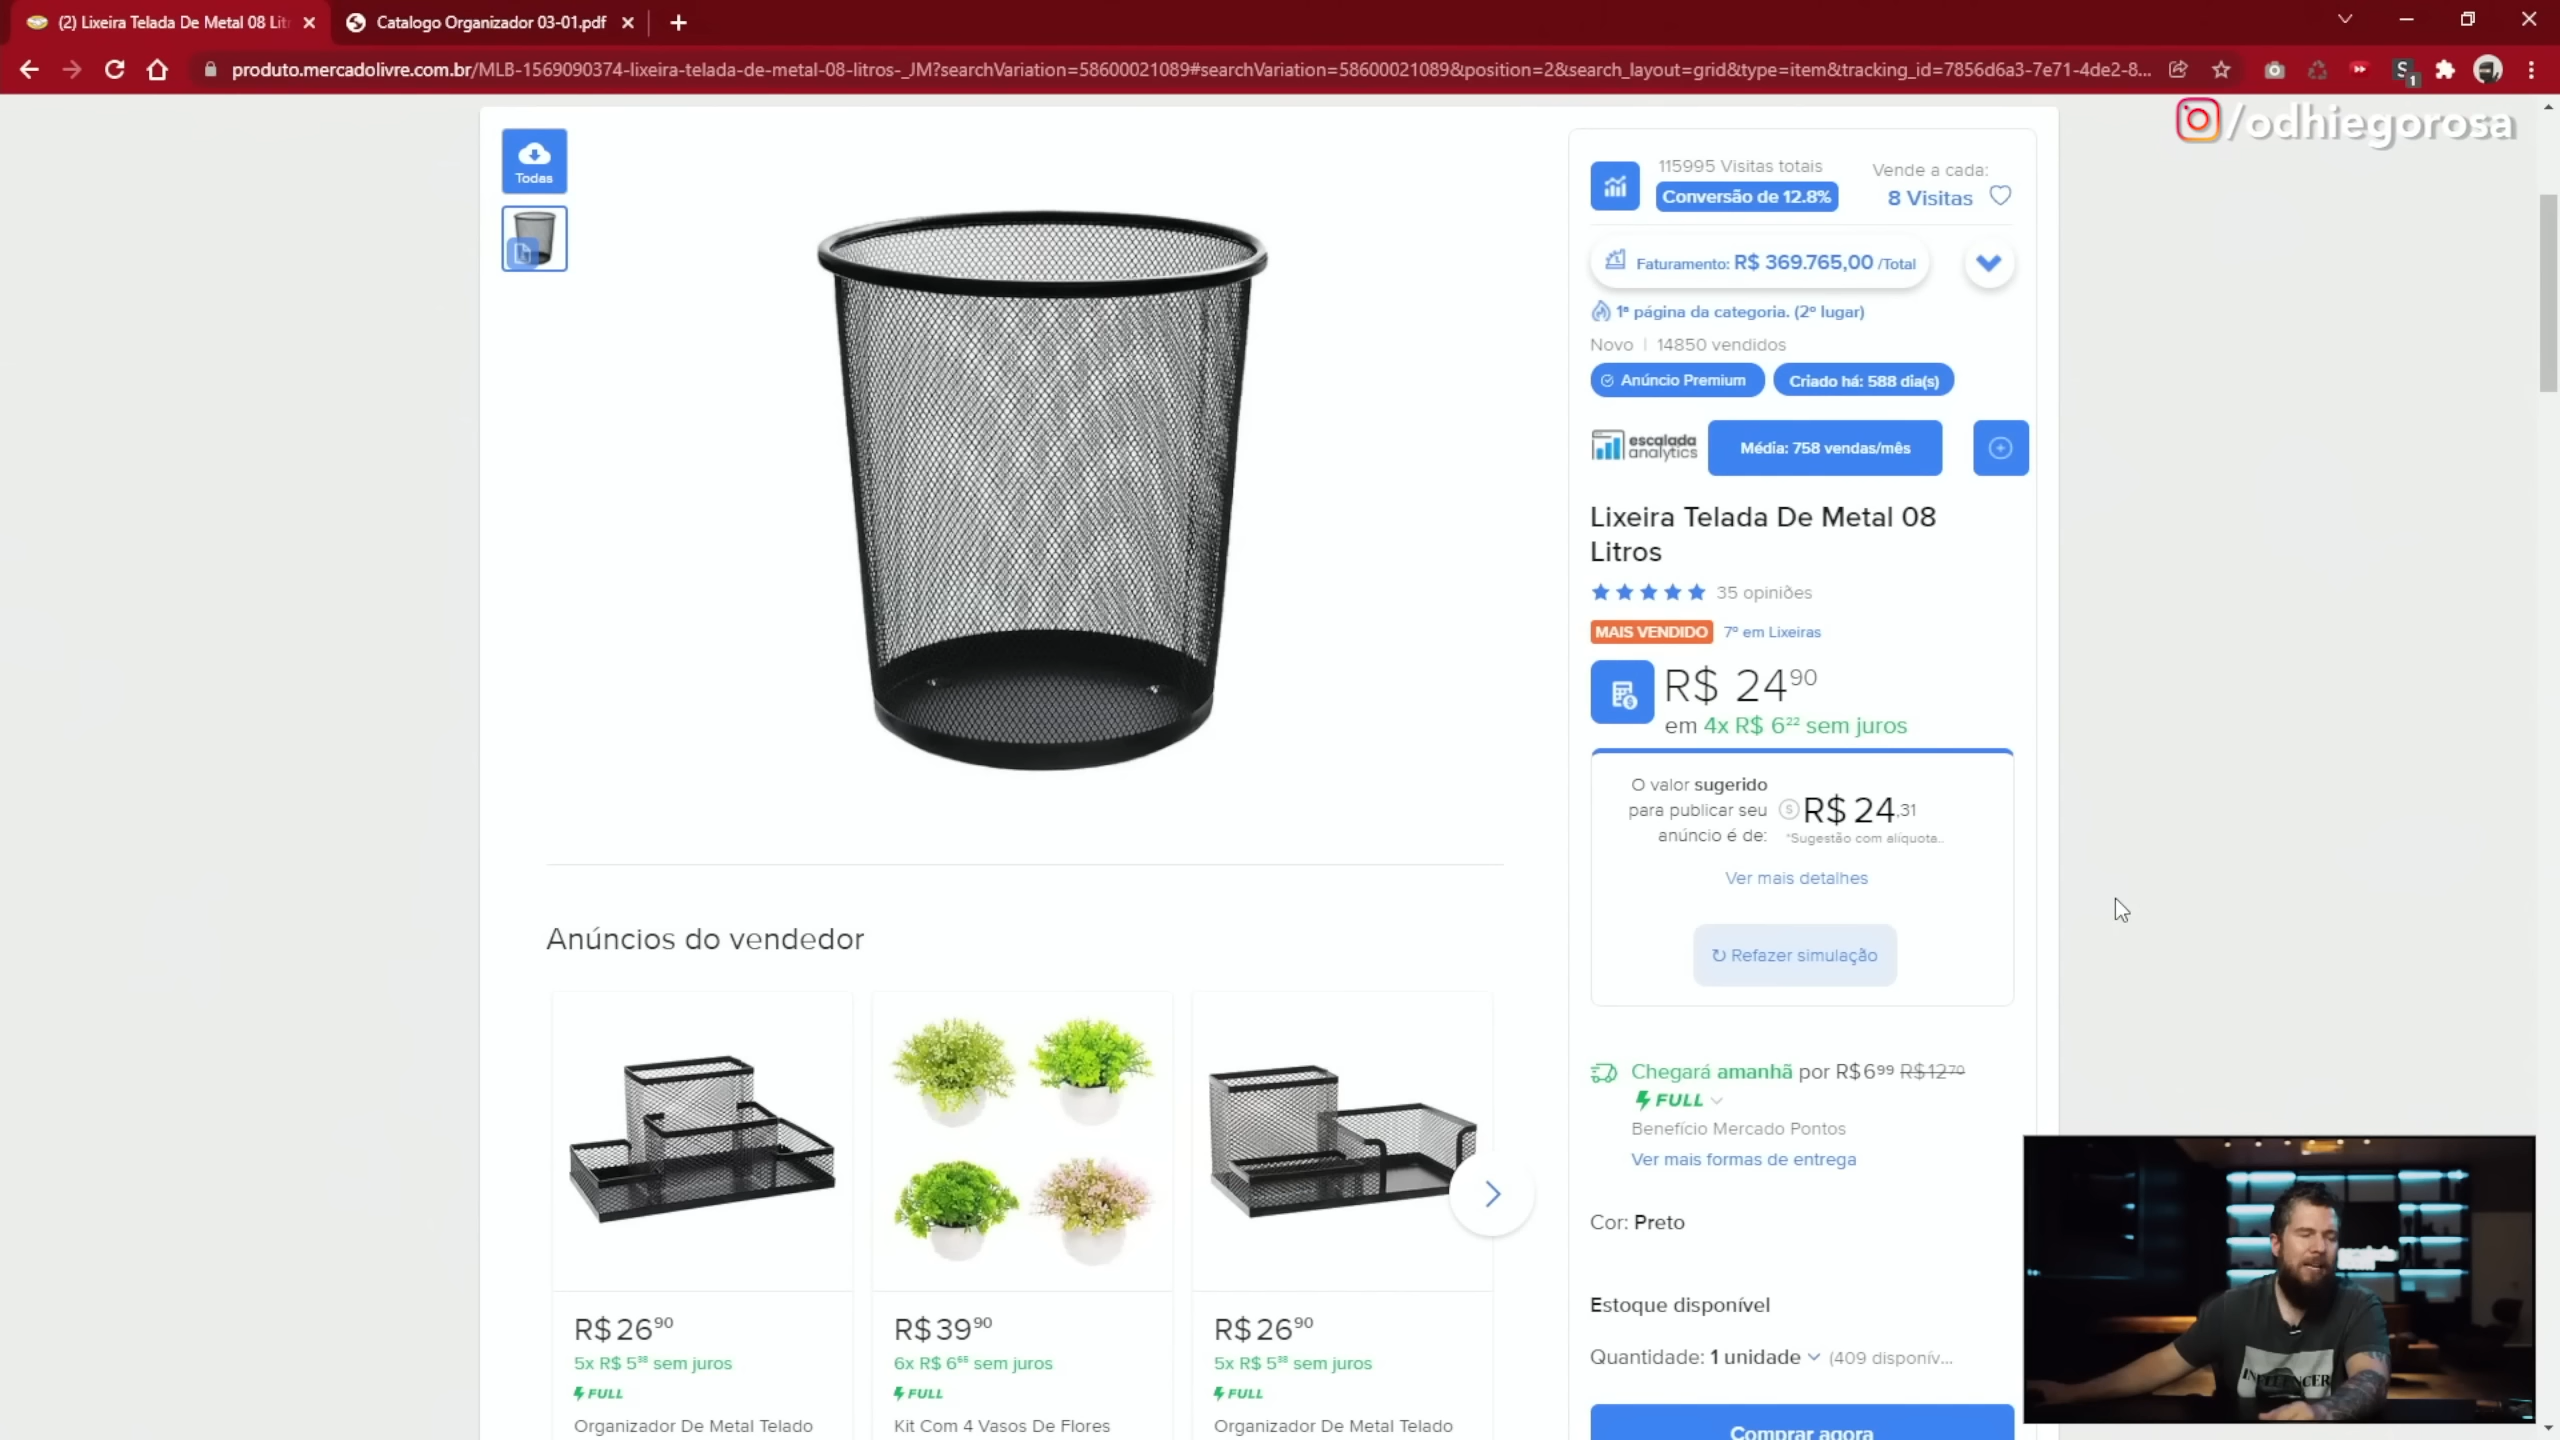 (2) Lixeira Telada De Metal 08 Lit
Catalogo Organizador 03-01.pdf
produto.mercadolivre.com.br/MLB-1569090374-lixeira-telada-de-metal-08-litros-_JM?searchVariation=58600021089#searchVariation=58600021089&position=2&search_layout=grid&type=item&tracking_id=7856d6a3-7e71-4de2-8...
/odhiegorosa
Todas
115995 Visitas totais
Conversão de 12.8%
Vende a cada:
8 Visitas
Faturamento: R$ 369.765,00 /Total
1ª página da categoria. (2º lugar)
Novo | 14850 vendidos
Anúncio Premium
Criado há: 588 dia(s)
escalada
analytics
Média: 758 vendas/mês
Lixeira Telada De Metal 08
Litros
35 opiniões
MAIS VENDIDO 7º em Lixeiras
R$ 24 90
em 4x R$ 6 22 sem juros
O valor sugerido
para publicar seu
anúncio é de:
R$ 24,31
*Sugestão com alíquota..
Ver mais detalhes
↻ Refazer simulação
Chegará amanhã por R$ 6 99 R$ 12 70
FULL
Benefício Mercado Pontos
Ver mais formas de entrega
Cor: Preto
Estoque disponível
Quantidade: 1 unidade (409 disponív...
Comprar agora
Anúncios do vendedor
R$ 26 90
5x R$ 5 38 sem juros
FULL
Organizador De Metal Telado
R$ 39 90
6x R$ 6 65 sem juros
FULL
Kit Com 4 Vasos De Flores
R$ 26 90
5x R$ 5 38 sem juros
FULL
Organizador De Metal Telado